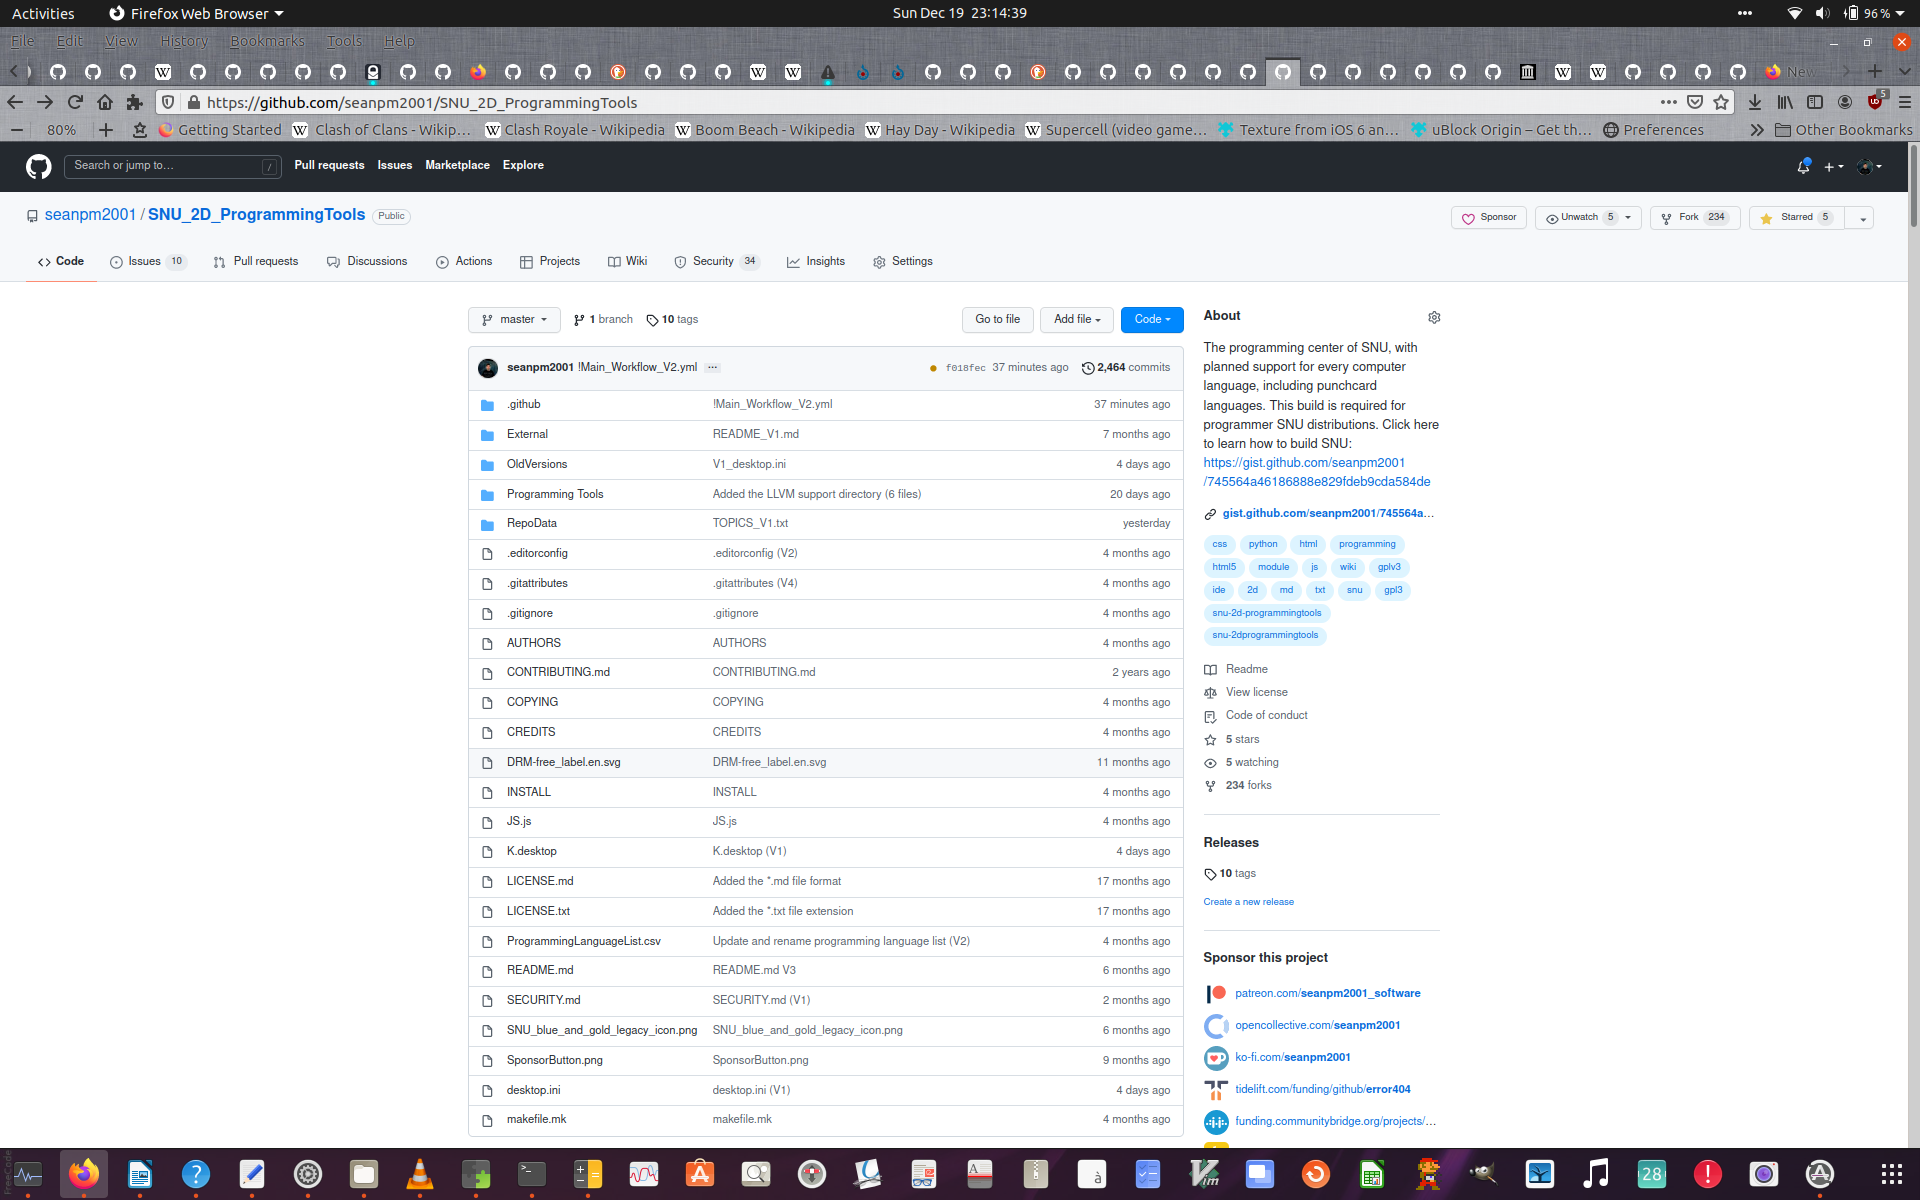 Activities Firefox Web Browser Sun Dec 19 23:14:39 96 %
File Edit View History Bookmarks Tools Help
New
https://github.com/seanpm2001/SNU_2D_ProgrammingTools 5
80% Getting Started Clash of Clans - Wikip… Clash Royale - Wikipedia Boom Beach - Wikipedia Hay Day - Wikipedia Supercell (video game… Texture from iOS 6 an… uBlock Origin – Get th… Preferences Other Bookmarks
Search or jump to… / Pull requests Issues Marketplace Explore
seanpm2001 / SNU_2D_ProgrammingTools Public Sponsor Unwatch 5 Fork 234 Starred 5
Code Issues 10 Pull requests Discussions Actions Projects Wiki Security 34 Insights Settings
master 1 branch 10 tags Go to file Add file Code
seanpm2001 !Main_Workflow_V2.yml ... f018fec 37 minutes ago 2,464 commits
.github !Main_Workflow_V2.yml 37 minutes ago
External README_V1.md 7 months ago
OldVersions V1_desktop.ini 4 days ago
Programming Tools Added the LLVM support directory (6 files) 20 days ago
RepoData TOPICS_V1.txt yesterday
.editorconfig .editorconfig (V2) 4 months ago
.gitattributes .gitattributes (V4) 4 months ago
.gitignore .gitignore 4 months ago
AUTHORS AUTHORS 4 months ago
CONTRIBUTING.md CONTRIBUTING.md 2 years ago
COPYING COPYING 4 months ago
CREDITS CREDITS 4 months ago
DRM-free_label.en.svg DRM-free_label.en.svg 11 months ago
INSTALL INSTALL 4 months ago
JS.js JS.js 4 months ago
K.desktop K.desktop (V1) 4 days ago
LICENSE.md Added the *.md file format 17 months ago
LICENSE.txt Added the *.txt file extension 17 months ago
ProgrammingLanguageList.csv Update and rename programming language list (V2) 4 months ago
README.md README.md V3 6 months ago
SECURITY.md SECURITY.md (V1) 2 months ago
SNU_blue_and_gold_legacy_icon.png SNU_blue_and_gold_legacy_icon.png 6 months ago
SponsorButton.png SponsorButton.png 9 months ago
desktop.ini desktop.ini (V1) 4 days ago
makefile.mk makefile.mk 4 months ago
About
The programming center of SNU, with
planned support for every computer
language, including punchcard
languages. This build is required for
programmer SNU distributions. Click here
to learn how to build SNU:
https://gist.github.com/seanpm2001
/745564a46186888e829fdeb9cda584de
gist.github.com/seanpm2001/745564a…
css python html programming
html5 module js wiki gplv3
ide 2d md txt snu gpl3
snu-2d-programmingtools
snu-2dprogrammingtools
Readme
View license
Code of conduct
5 stars
5 watching
234 forks
Releases
10 tags
Create a new release
Sponsor this project
patreon.com/seanpm2001_software
opencollective.com/seanpm2001
ko-fi.com/seanpm2001
tidelift.com/funding/github/error404
funding.communitybridge.org/projects/…
28